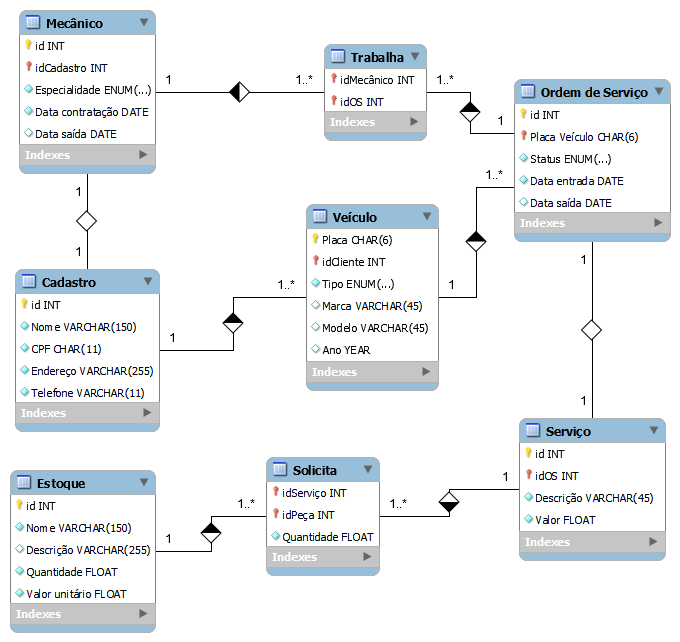 Mecânico
id INT
idCadastro INT
Especialidade ENUM(...)
Data contratação DATE
Data saída DATE
Indexes
1
1..*
Trabalha
idMecânico INT
idOS INT
Indexes
1..*
1
Ordem de Serviço
id INT
Placa Veículo CHAR(6)
Status ENUM(...)
Data entrada DATE
Data saída DATE
Indexes
1
1
Cadastro
id INT
Nome VARCHAR(150)
CPF CHAR(11)
Endereço VARCHAR(255)
Telefone VARCHAR(11)
Indexes
1
1..*
Veículo
Placa CHAR(6)
idCliente INT
Tipo ENUM(...)
Marca VARCHAR(45)
Modelo VARCHAR(45)
Ano YEAR
Indexes
1
1..*
1
1
Serviço
id INT
idOS INT
Descrição VARCHAR(45)
Valor FLOAT
Indexes
Estoque
id INT
Nome VARCHAR(150)
Descrição VARCHAR(255)
Quantidade FLOAT
Valor unitário FLOAT
Indexes
1
1..*
Solicita
idServiço INT
idPeça INT
Quantidade FLOAT
Indexes
1..*
1